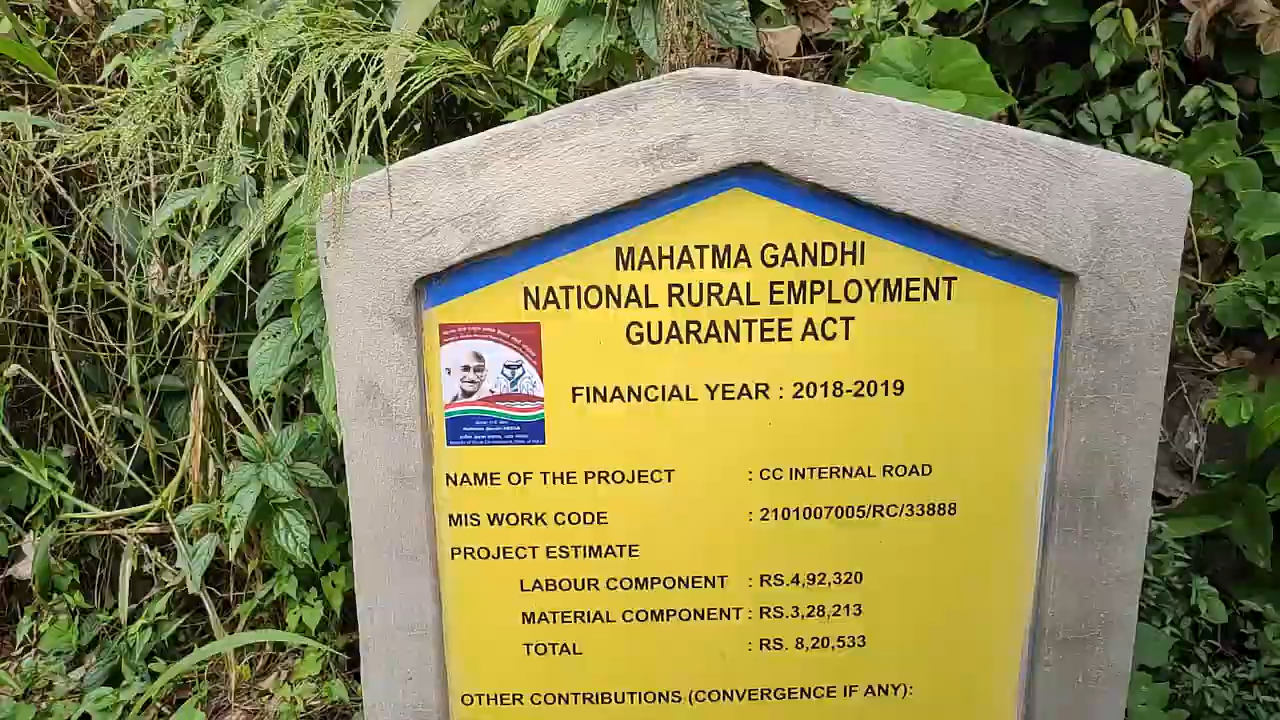 MAHATMA GANDHI
NATIONAL RURAL EMPLOYMENT
GUARANTEE ACT
FINANCIAL YEAR : 2018-2019
NAME OF THE PROJECT : CC INTERNAL ROAD
MIS WORK CODE : 2101007005/RC/33888
PROJECT ESTIMATE
LABOUR COMPONENT : RS.4,92,320
MATERIAL COMPONENT : RS.3,28,213
TOTAL : RS. 8,20,533
OTHER CONTRIBUTIONS (CONVERGENCE IF ANY):